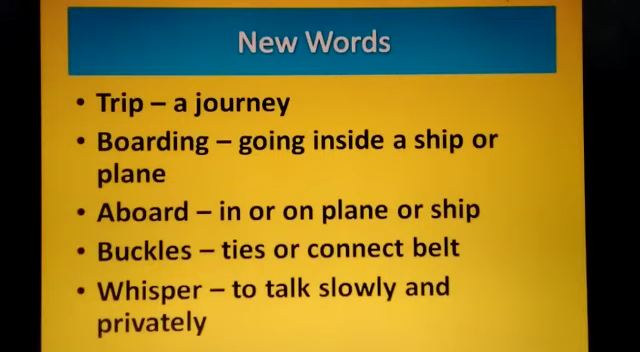 New Words
• Trip – a journey
• Boarding – going inside a ship or
plane
• Aboard – in or on plane or ship
• Buckles – ties or connect belt
• Whisper – to talk slowly and
privately